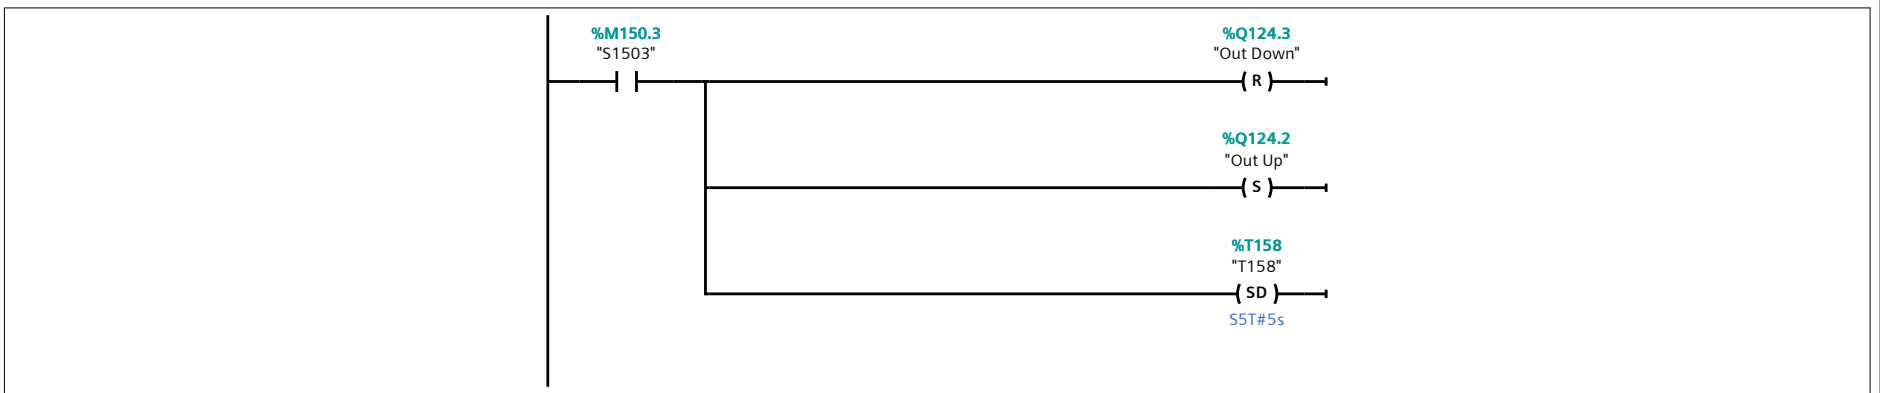 %M150.3
"S1503"
%Q124.3
"Out Down"
R
%Q124.2
"Out Up"
S
%T158
"T158"
SD
S5T#5s